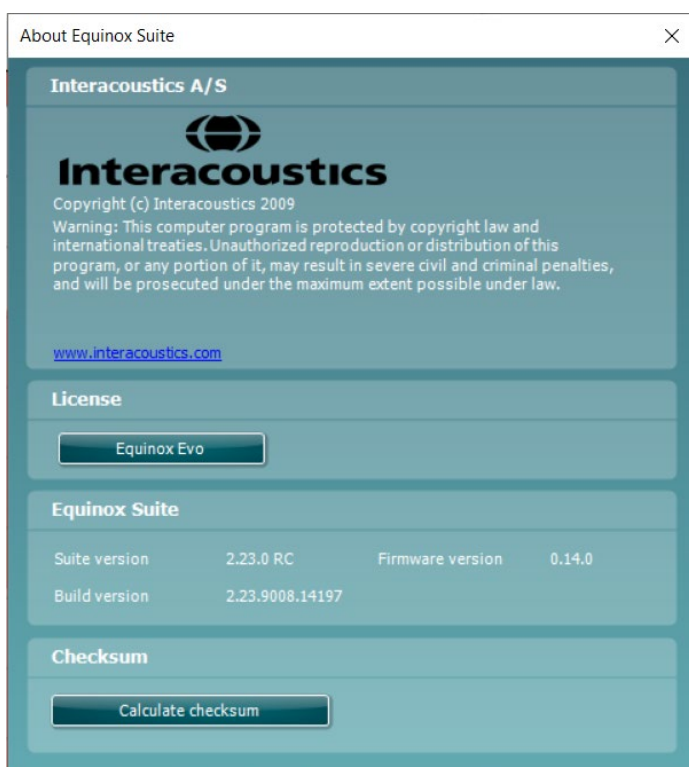 About Equinox Suite
Interacoustics A/S
Interacoustics
Copyright (c) Interacoustics 2009
Warning: This computer program is protected by copyright law and
international treaties. Unauthorized reproduction or distribution of this
program, or any portion of it, may result in severe civil and criminal penalties,
and will be prosecuted under the maximum extent possible under law.
www.interacoustics.com
License
Equinox Evo
Equinox Suite
Suite version 2.23.0 RC Firmware version 0.14.0
Build version 2.23.9008.14197
Checksum
Calculate checksum